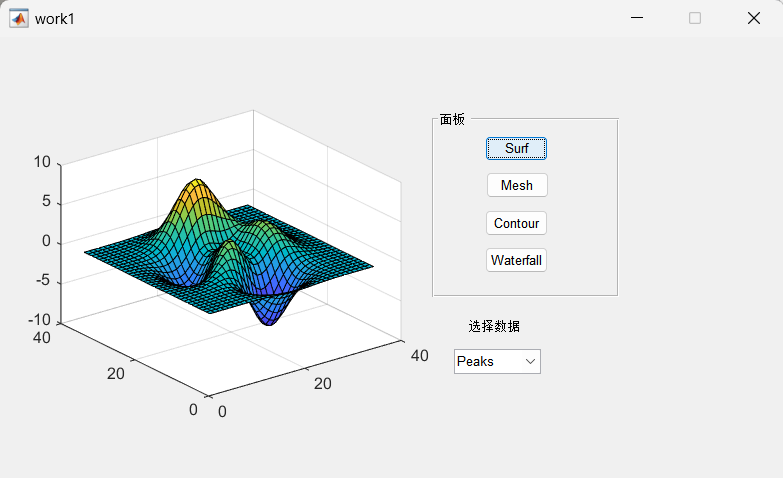 work1
10
5
0
-5
-10
40
20
0
0
20
40
面板
Surf
Mesh
Contour
Waterfall
选择数据
Peaks